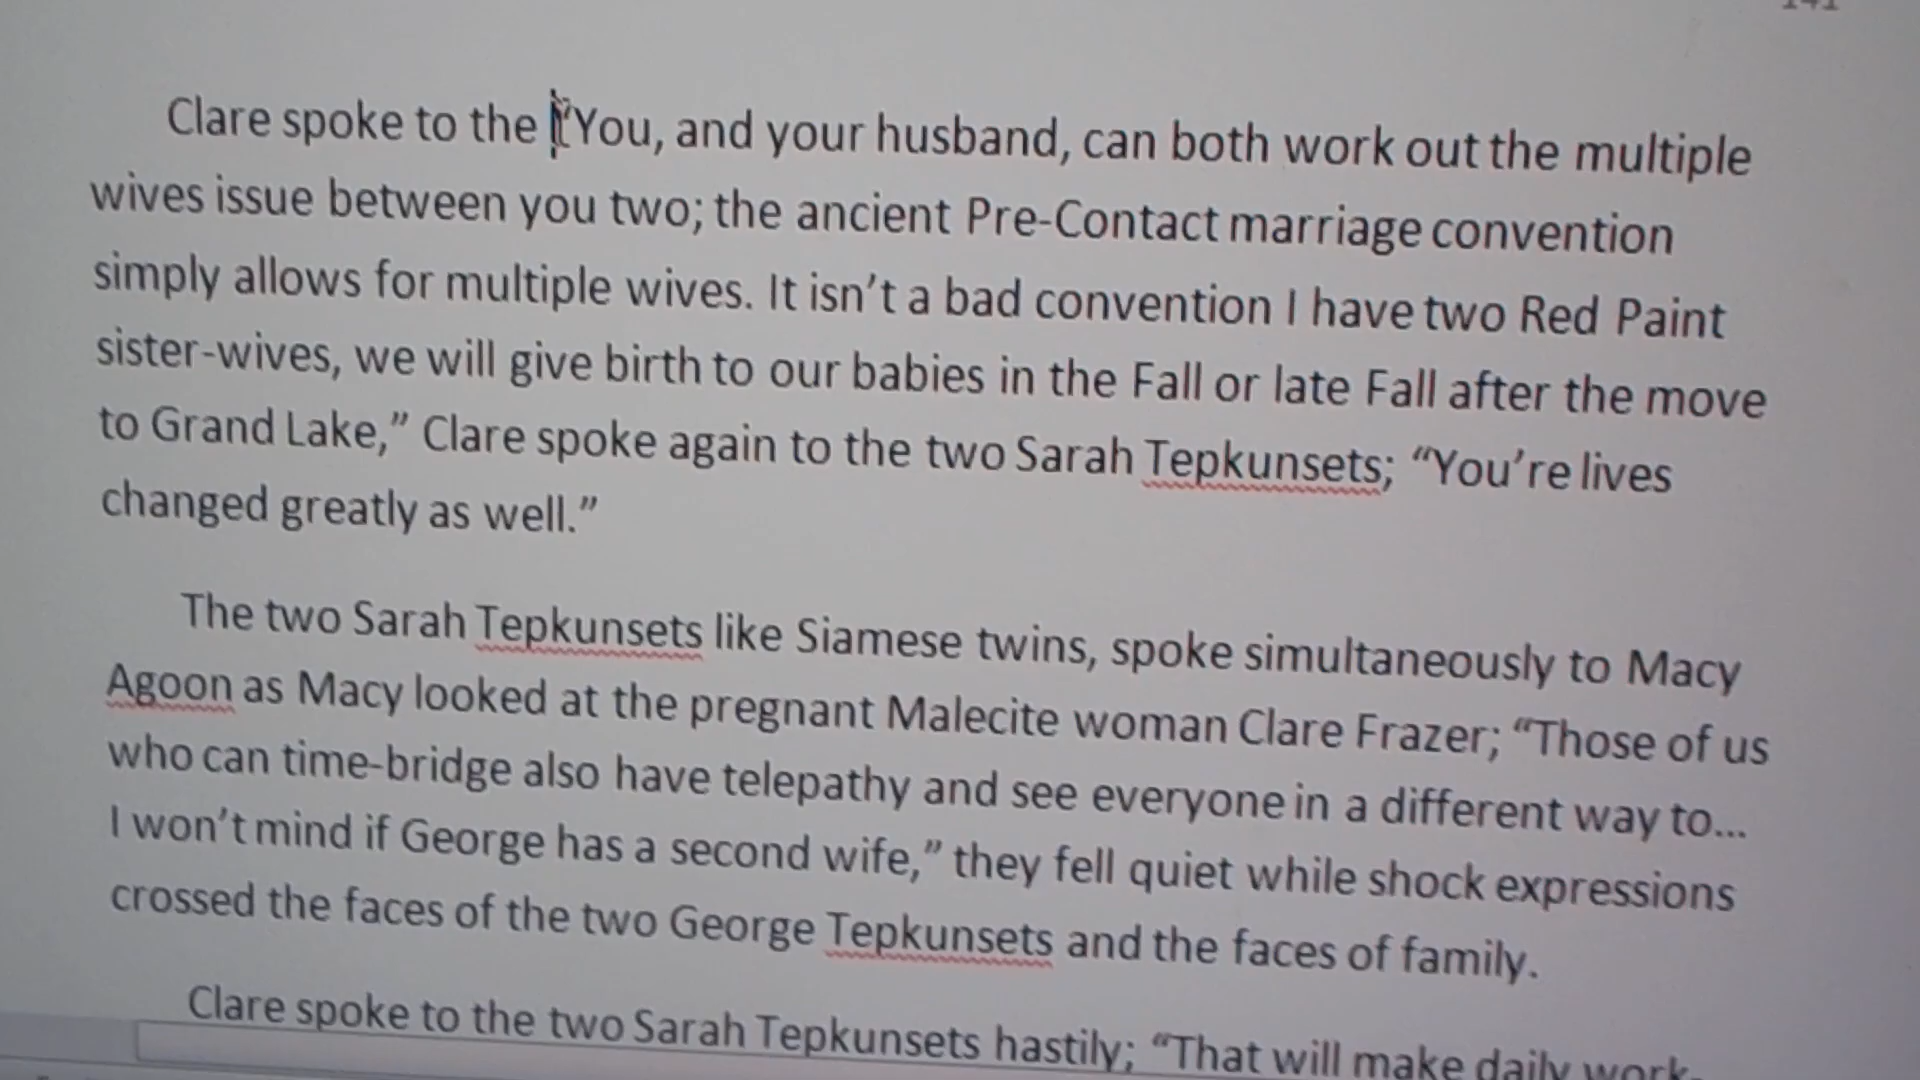 141
Clare spoke to the “You, and your husband, can both work out the multiple
wives issue between you two; the ancient Pre-Contact marriage convention
simply allows for multiple wives. It isn’t a bad convention I have two Red Paint
sister-wives, we will give birth to our babies in the Fall or late Fall after the move
to Grand Lake,” Clare spoke again to the two Sarah Tepkunsets; “You’re lives
changed greatly as well.”
The two Sarah Tepkunsets like Siamese twins, spoke simultaneously to Macy
Agoon as Macy looked at the pregnant Malecite woman Clare Frazer; “Those of us
who can time-bridge also have telepathy and see everyone in a different way to...
I won’t mind if George has a second wife,” they fell quiet while shock expressions
crossed the faces of the two George Tepkunsets and the faces of family.
Clare spoke to the two Sarah Tepkunsets hastily; “That will make daily work